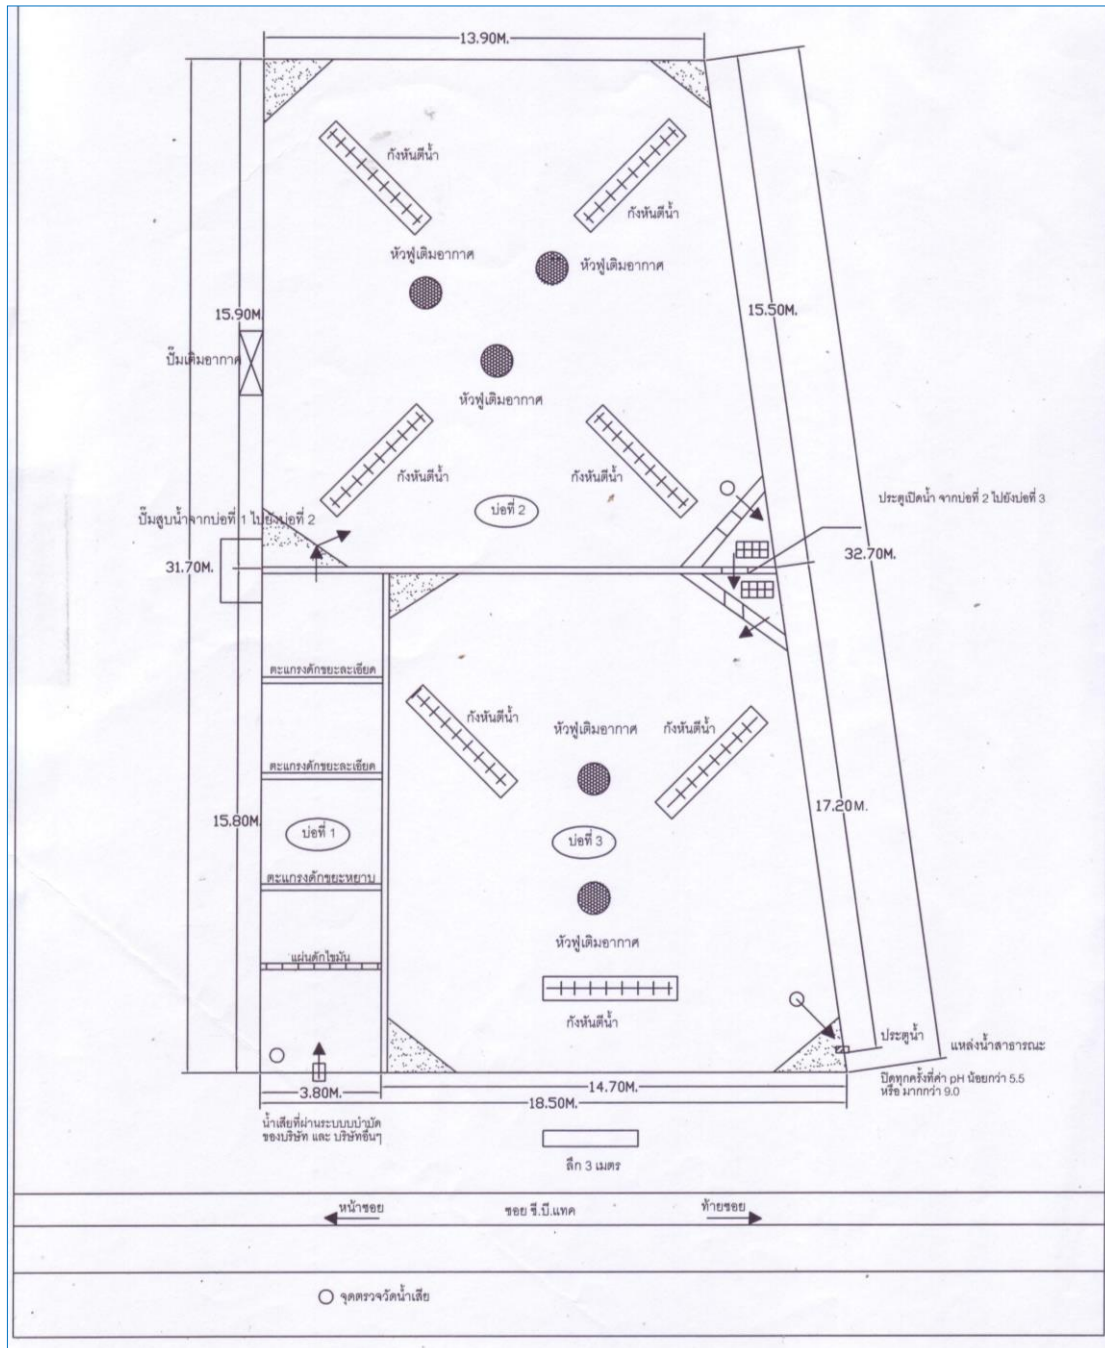 13.90M.
กังหันตีน้ำ
กังหันตีน้ำ
หัวฟู่เติมอากาศ
หัวฟู่เติมอากาศ
15.90M.
15.50M.
ปั๊มเติมอากาศ
หัวฟู่เติมอากาศ
กังหันตีน้ำ
กังหันตีน้ำ
ประตูเปิดน้ำ จากบ่อที่ 2 ไปยังบ่อที่ 3
บ่อที่ 2
ปั๊มสูบน้ำจากบ่อที่ 1 ไปยังบ่อที่ 2
31.70M.
32.70M.
ตะแกรงดักขยะละเอียด
กังหันตีน้ำ
หัวฟู่เติมอากาศ
กังหันตีน้ำ
ตะแกรงดักขยะละเอียด
17.20M.
15.80M.
บ่อที่ 1
บ่อที่ 3
ตะแกรงดักขยะหยาบ
หัวฟู่เติมอากาศ
แผ่นดักไขมัน
กังหันตีน้ำ
ประตูน้ำ
แหล่งน้ำสาธารณะ
ปิดทุกครั้งที่ค่า pH น้อยกว่า 5.5
หรือ มากกว่า 9.0
3.80M.
14.70M.
18.50M.
น้ำเสียที่ผ่านระบบบำบัด
ของบริษัท และ บริษัทอื่นๆ
ลึก 3 เมตร
หน้าซอย
ซอย ซี.บี.แทค
ท้ายซอย
จุดตรวจวัดน้ำเสีย